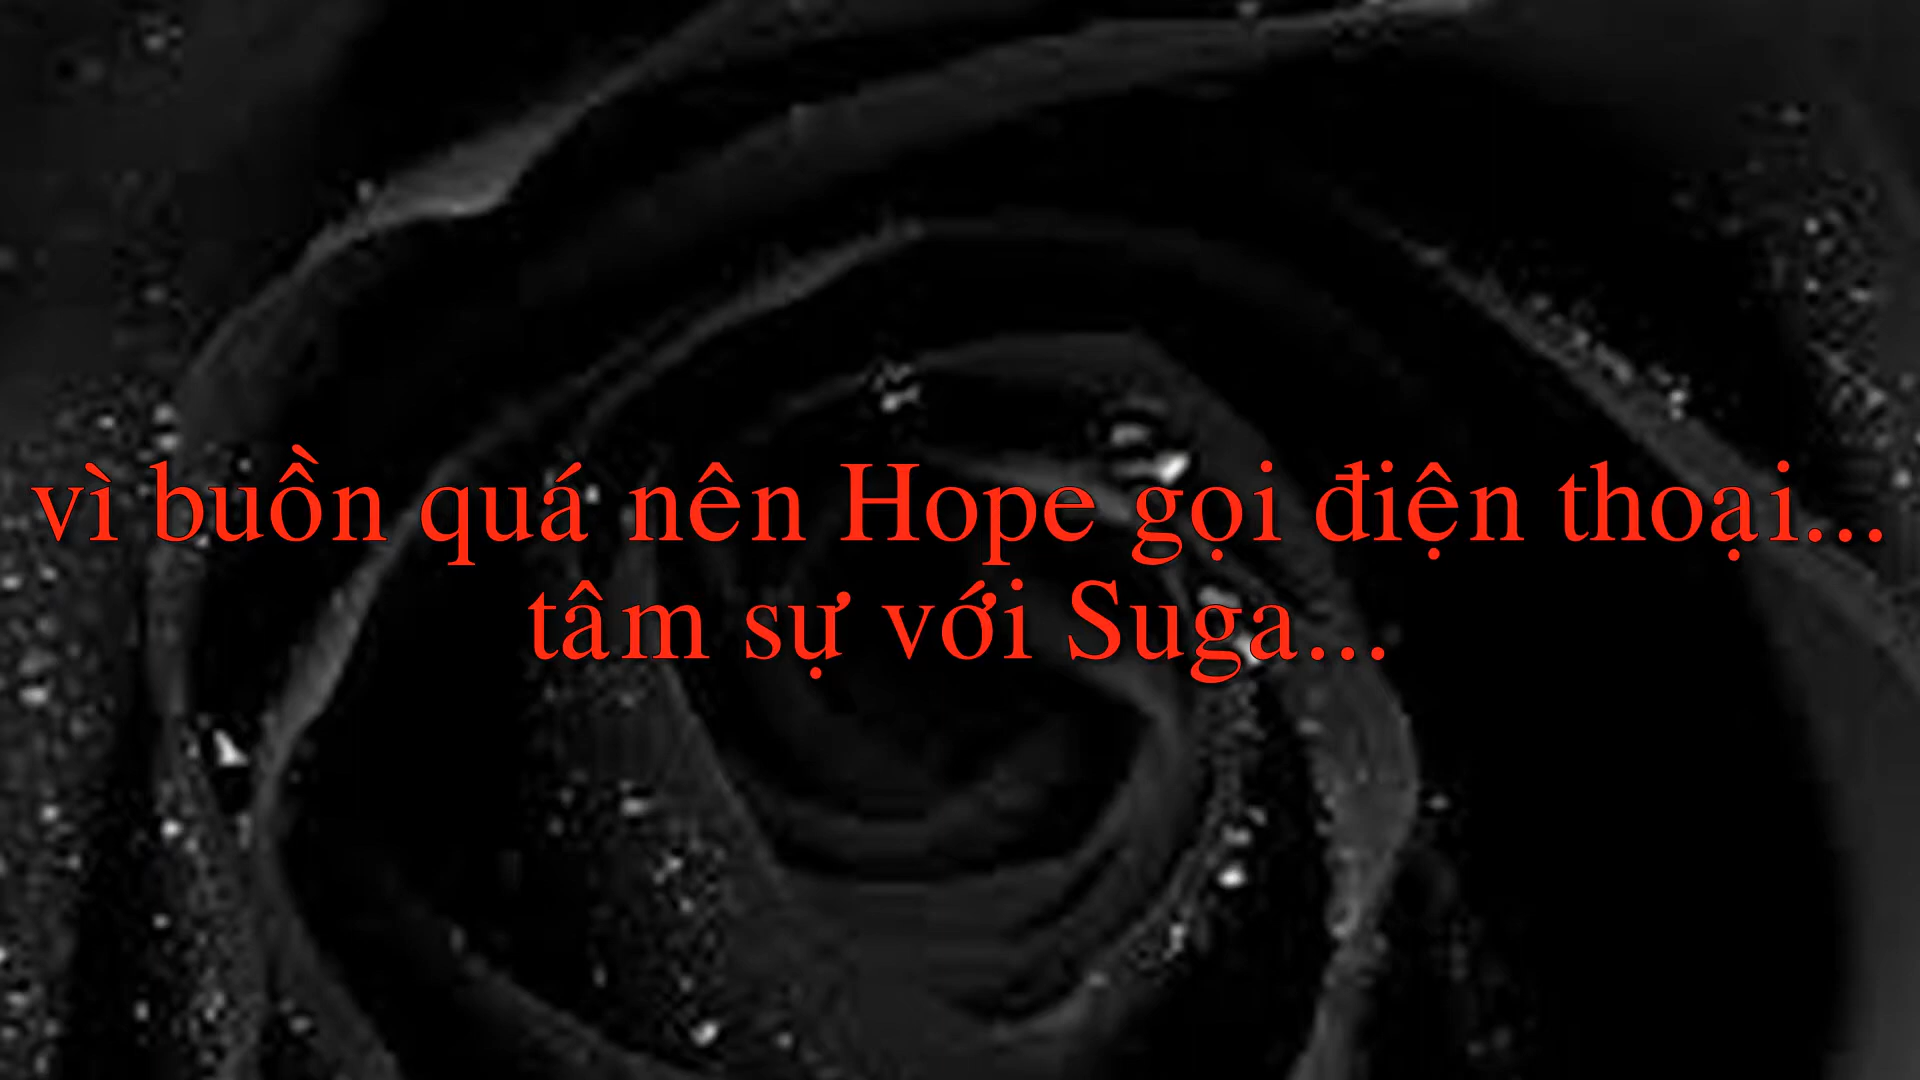 vì buồn quá nên Hope gọi điện thoại...
tâm sự với Suga...